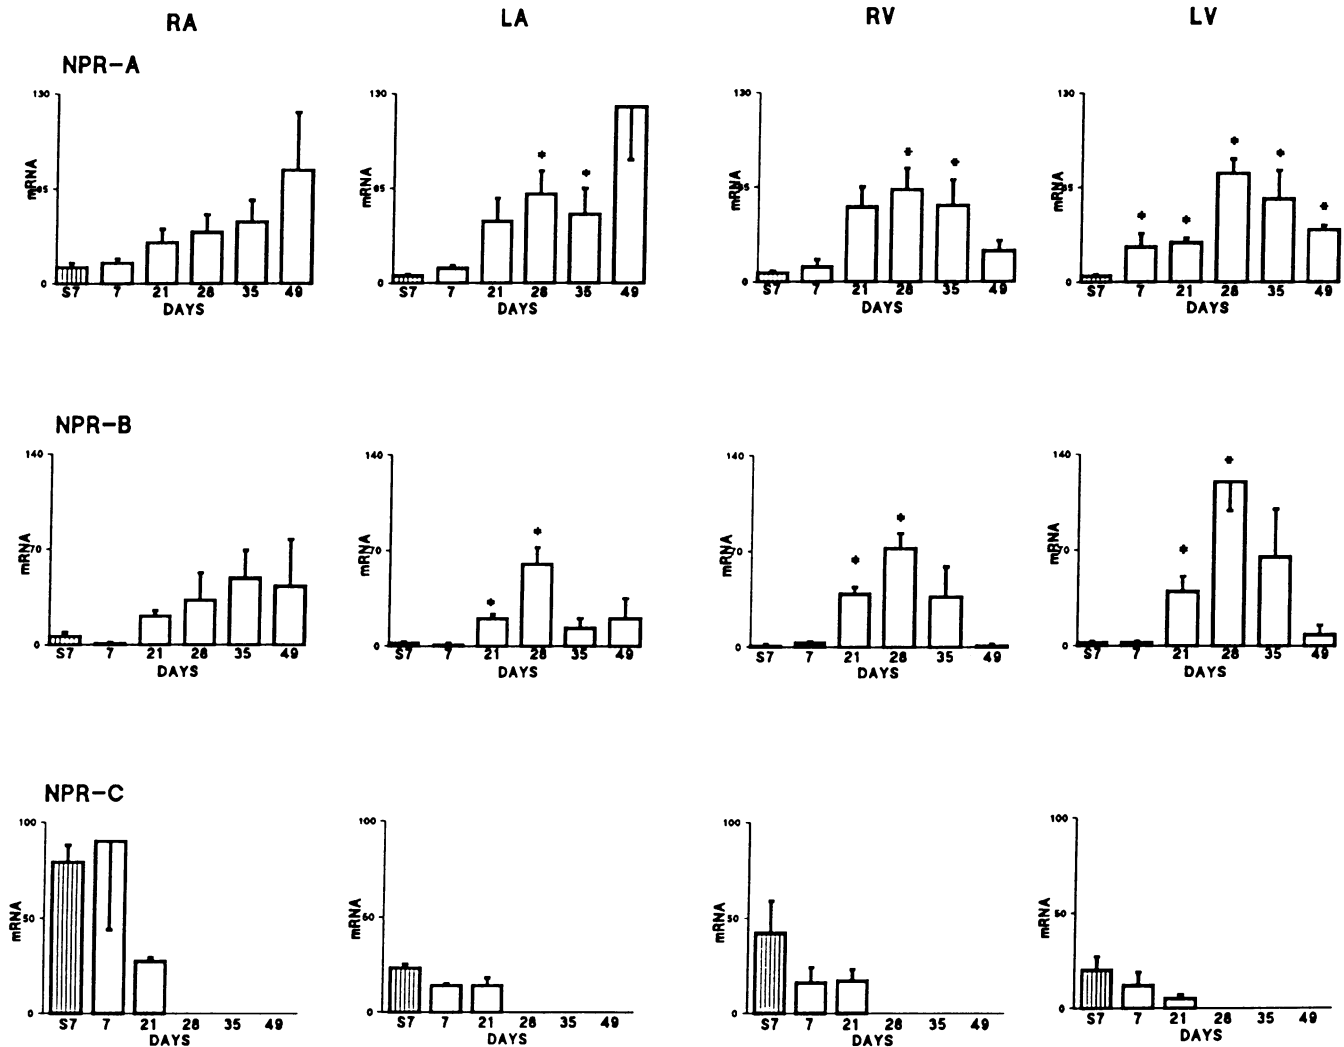 RA LA RV LV
NPR-A
130 130 130 130
mRNA mRNA mRNA mRNA
0 0 0 0
S7 7 21 28 35 49 S7 7 21 28 35 49 S7 7 21 28 35 49 S7 7 21 28 35 49
DAYS DAYS DAYS DAYS
* * * * * * * * *
NPR-B
140 140 140 140
70 70 70 70
mRNA mRNA mRNA mRNA
0 0 0 0
S7 7 21 28 35 49 S7 7 21 28 35 49 S7 7 21 28 35 49 S7 7 21 28 35 49
DAYS DAYS DAYS DAYS
* * * * * *
NPR-C
100 100 100 100
50 50 50 50
mRNA mRNA mRNA mRNA
0 0 0 0
S7 7 21 28 35 49 S7 7 21 28 35 49 S7 7 21 28 35 49 S7 7 21 28 35 49
DAYS DAYS DAYS DAYS